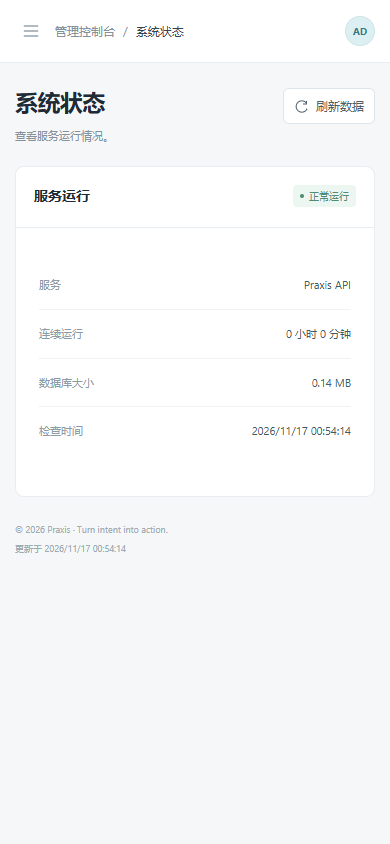 管理控制台 / 系统状态
AD
系统状态
刷新数据
查看服务运行情况。
服务运行
正常运行
服务 Praxis API
连续运行 0 小时 0 分钟
数据库大小 0.14 MB
检查时间 2026/11/17 00:54:14
© 2026 Praxis · Turn intent into action.
更新于 2026/11/17 00:54:14